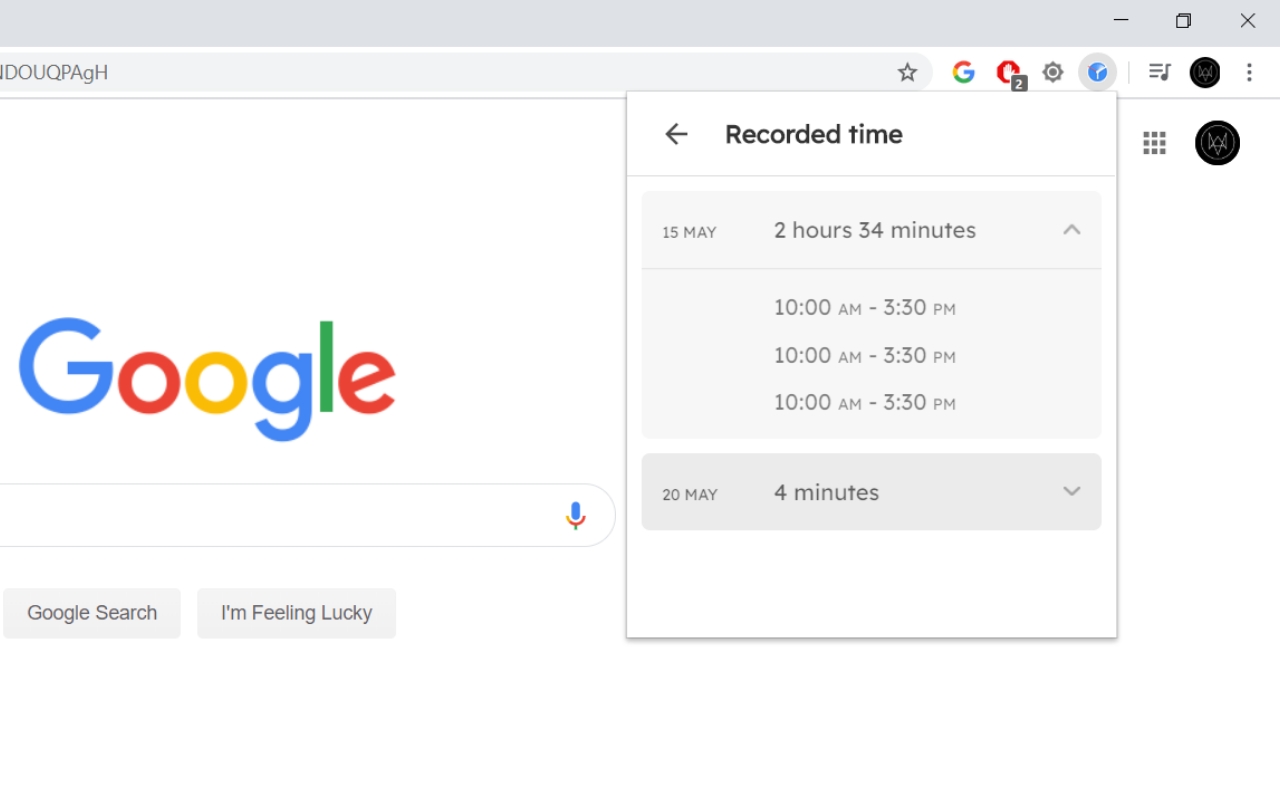 NDOUQPAgH
2
Recorded time
15 MAY 2 hours 34 minutes
10:00 AM - 3:30 PM
10:00 AM - 3:30 PM
10:00 AM - 3:30 PM
20 MAY 4 minutes
Google
Google Search I'm Feeling Lucky